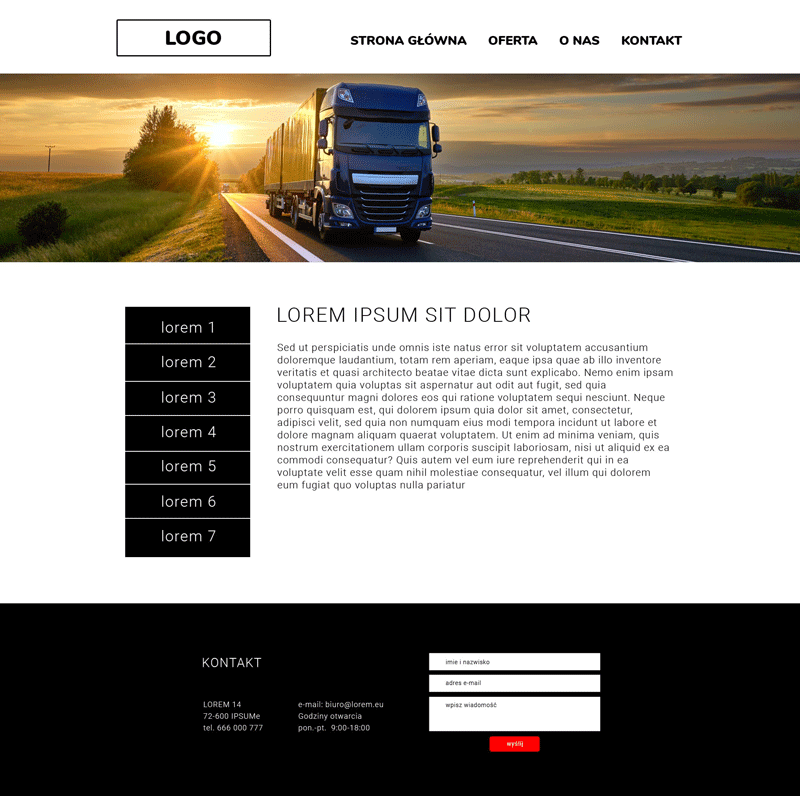 LOGO
STRONA GŁÓWNA OFERTA O NAS KONTAKT
lorem 1
lorem 2
lorem 3
lorem 4
lorem 5
lorem 6
lorem 7
LOREM IPSUM SIT DOLOR
Sed ut perspiciatis unde omnis iste natus error sit voluptatem accusantium
doloremque laudantium, totam rem aperiam, eaque ipsa quae ab illo inventore
veritatis et quasi architecto beatae vitae dicta sunt explicabo. Nemo enim ipsam
voluptatem quia voluptas sit aspernatur aut odit aut fugit, sed quia
consequuntur magni dolores eos qui ratione voluptatem sequi nesciunt. Neque
porro quisquam est, qui dolorem ipsum quia dolor sit amet, consectetur,
adipisci velit, sed quia non numquam eius modi tempora incidunt ut labore et
dolore magnam aliquam quaerat voluptatem. Ut enim ad minima veniam, quis
nostrum exercitationem ullam corporis suscipit laboriosam, nisi ut aliquid ex ea
commodi consequatur? Quis autem vel eum iure reprehenderit qui in ea
voluptate velit esse quam nihil molestiae consequatur, vel illum qui dolorem
eum fugiat quo voluptas nulla pariatur
KONTAKT
LOREM 14
72-600 IPSUMe
tel. 666 000 777
e-mail: biuro@lorem.eu
Godziny otwarcia
pon.-pt. 9:00-18:00
imie i nazwisko
adres e-mail
wpisz wiadomość
wyślij